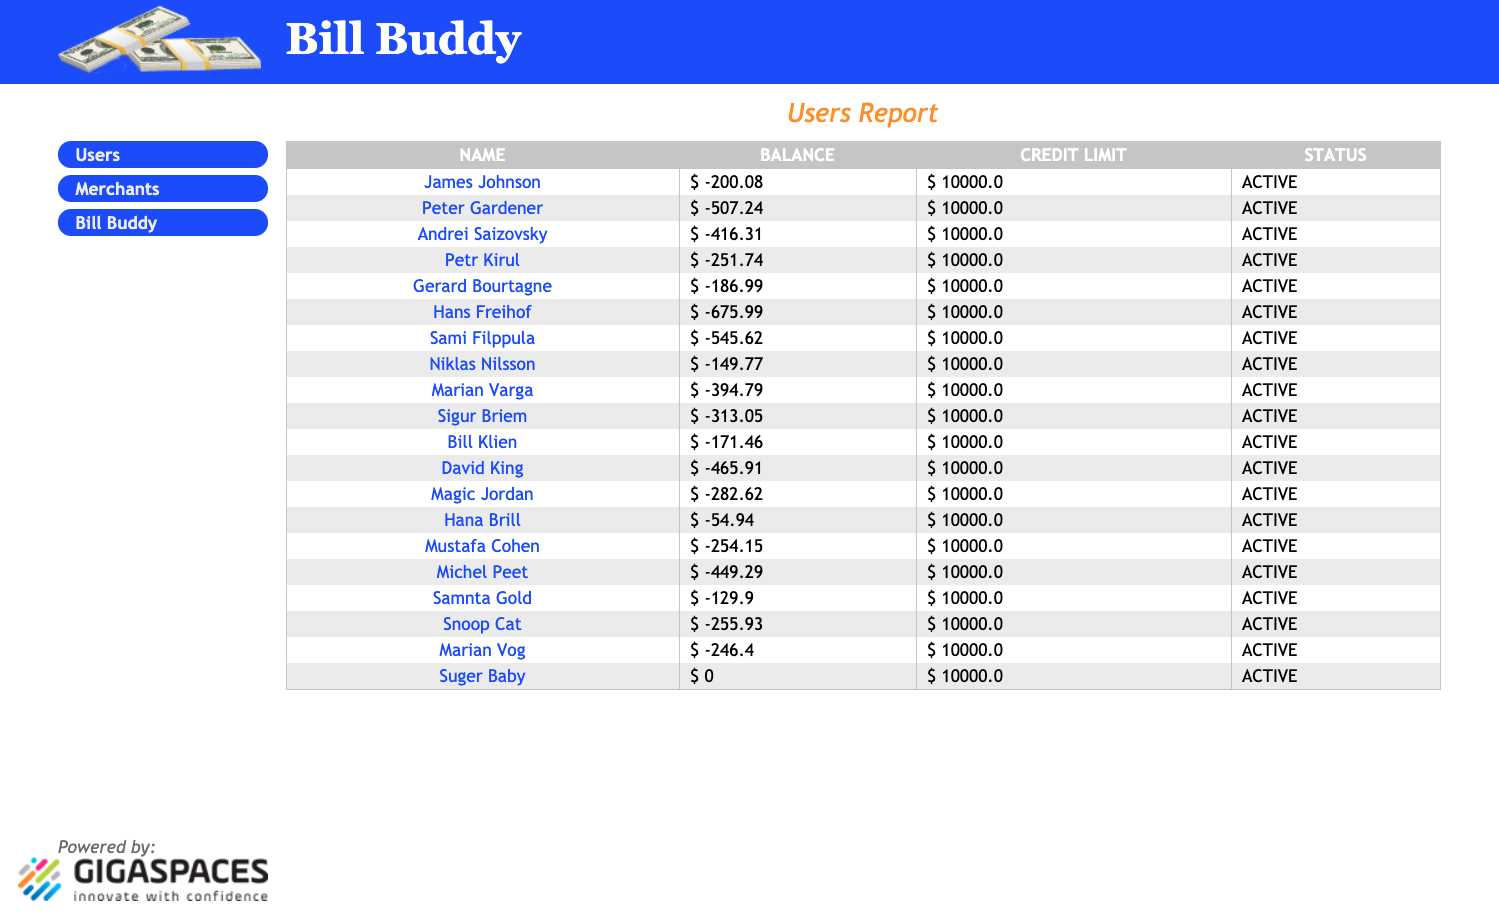 Bill Buddy
Users Report
Users
Merchants
Bill Buddy
NAME BALANCE CREDIT LIMIT STATUS
James Johnson $ -200.08 $ 10000.0 ACTIVE
Peter Gardener $ -507.24 $ 10000.0 ACTIVE
Andrei Saizovsky $ -416.31 $ 10000.0 ACTIVE
Petr Kirul $ -251.74 $ 10000.0 ACTIVE
Gerard Bourtagne $ -186.99 $ 10000.0 ACTIVE
Hans Freihof $ -675.99 $ 10000.0 ACTIVE
Sami Filppula $ -545.62 $ 10000.0 ACTIVE
Niklas Nilsson $ -149.77 $ 10000.0 ACTIVE
Marian Varga $ -394.79 $ 10000.0 ACTIVE
Sigur Briem $ -313.05 $ 10000.0 ACTIVE
Bill Klien $ -171.46 $ 10000.0 ACTIVE
David King $ -465.91 $ 10000.0 ACTIVE
Magic Jordan $ -282.62 $ 10000.0 ACTIVE
Hana Brill $ -54.94 $ 10000.0 ACTIVE
Mustafa Cohen $ -254.15 $ 10000.0 ACTIVE
Michel Peet $ -449.29 $ 10000.0 ACTIVE
Samnta Gold $ -129.9 $ 10000.0 ACTIVE
Snoop Cat $ -255.93 $ 10000.0 ACTIVE
Marian Vog $ -246.4 $ 10000.0 ACTIVE
Suger Baby $ 0 $ 10000.0 ACTIVE
Powered by:
GIGASPACES
innovate with confidence